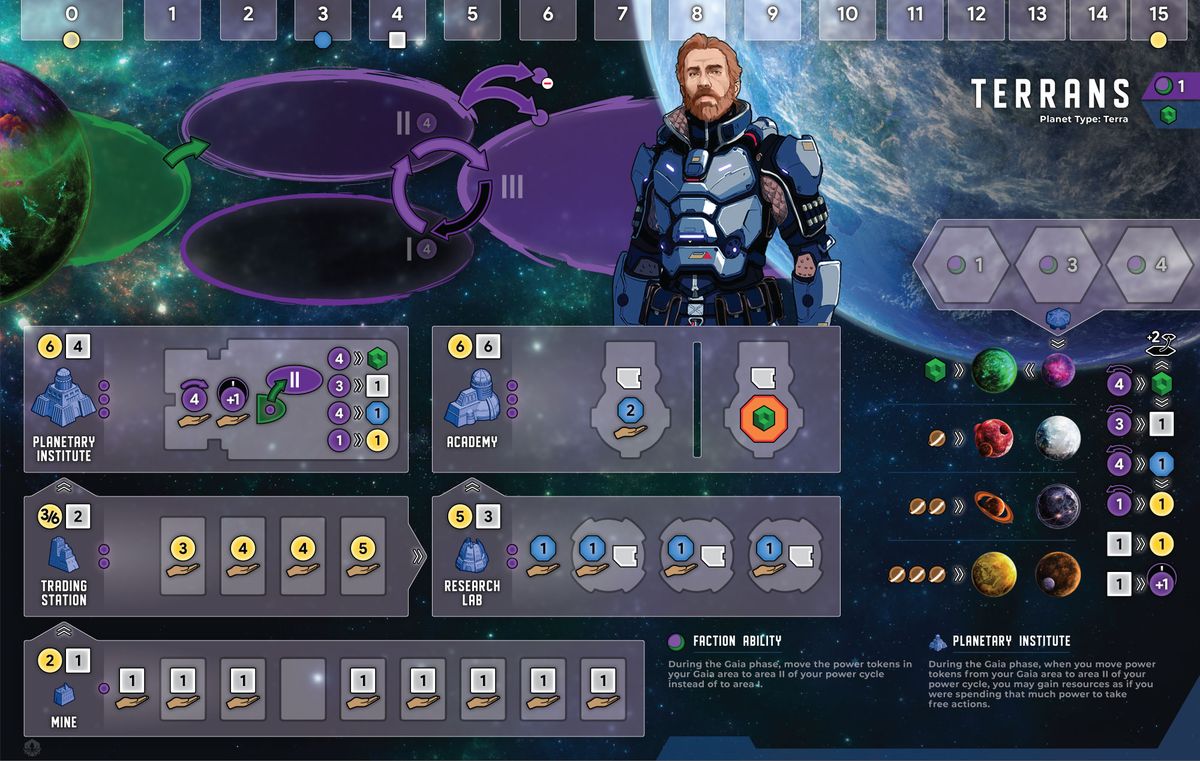 0 1 2 3 4 5 6 7 8 9 10 11 12 13 14 15
TERRANS
Planet Type: Terra
1
II 4
III
I 4
1 3 4
6 4
PLANETARY
INSTITUTE
4 +1 II
4
3 1
4 1
1 1
6 6
ACADEMY
2
+2
4
3 1
4 1
1 1
1 1
1 +1
3/6 2
TRADING
STATION
3 4 4 5
5 3
RESEARCH
LAB
1 1 1 1
2 1
MINE
1 1 1 1 1 1 1 1
FACTION ABILITY
During the Gaia phase, move the power tokens in
your Gaia area to area II of your power cycle
instead of to area I.
PLANETARY INSTITUTE
During the Gaia phase, when you move power
tokens from your Gaia area to area II of your
power cycle, you may gain resources as if you
were spending that much power to take
free actions.